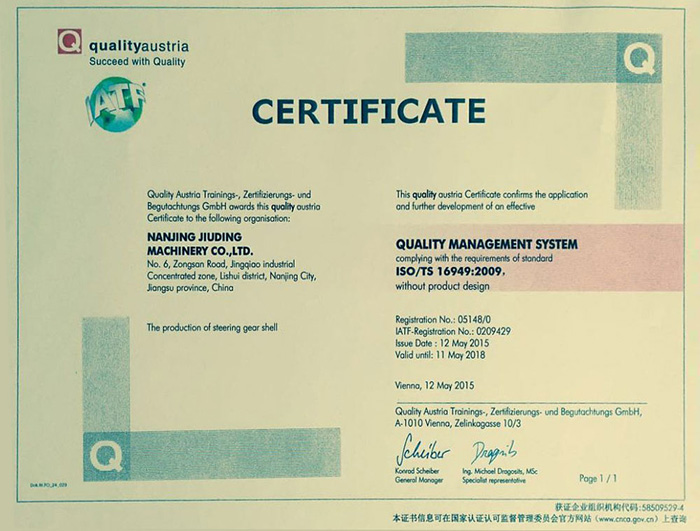 qualityaustria
Succeed with Quality
IATF
Q
CERTIFICATE
Quality Austria Trainings-, Zertifizierungs- und
Begutachtungs GmbH awards this quality austria
Certificate to the following organisation:
NANJING JIUDING
MACHINERY CO.,LTD.
No. 6, Zongsan Road, Jingqiao industrial
Concentrated zone, Lishui district, Nanjing City,
Jiangsu province, China
The production of steering gear shell
This quality austria Certificate confirms the application
and further development of an effective
QUALITY MANAGEMENT SYSTEM
complying with the requirements of standard
ISO/TS 16949:2009,
without product design
Registration No.: 05148/0
IATF-Registration No.: 0209429
Issue Date : 12 May 2015
Valid until: 11 May 2018
Vienna, 12 May 2015
Quality Austria Trainings-, Zertifizierungs- und Begutachtungs GmbH,
A-1010 Vienna, Zelinkagasse 10/3
Scheiber Dragosits
Konrad Scheiber Ing. Michael Dragosits, MSc
General Manager Specialist representative
Page 1 / 1
Q
获证企业组织机构代码:58509529-4
本证书信息可在国家认证认可监督管理委员会官方网站(www.cnca.gov.cn)上查询